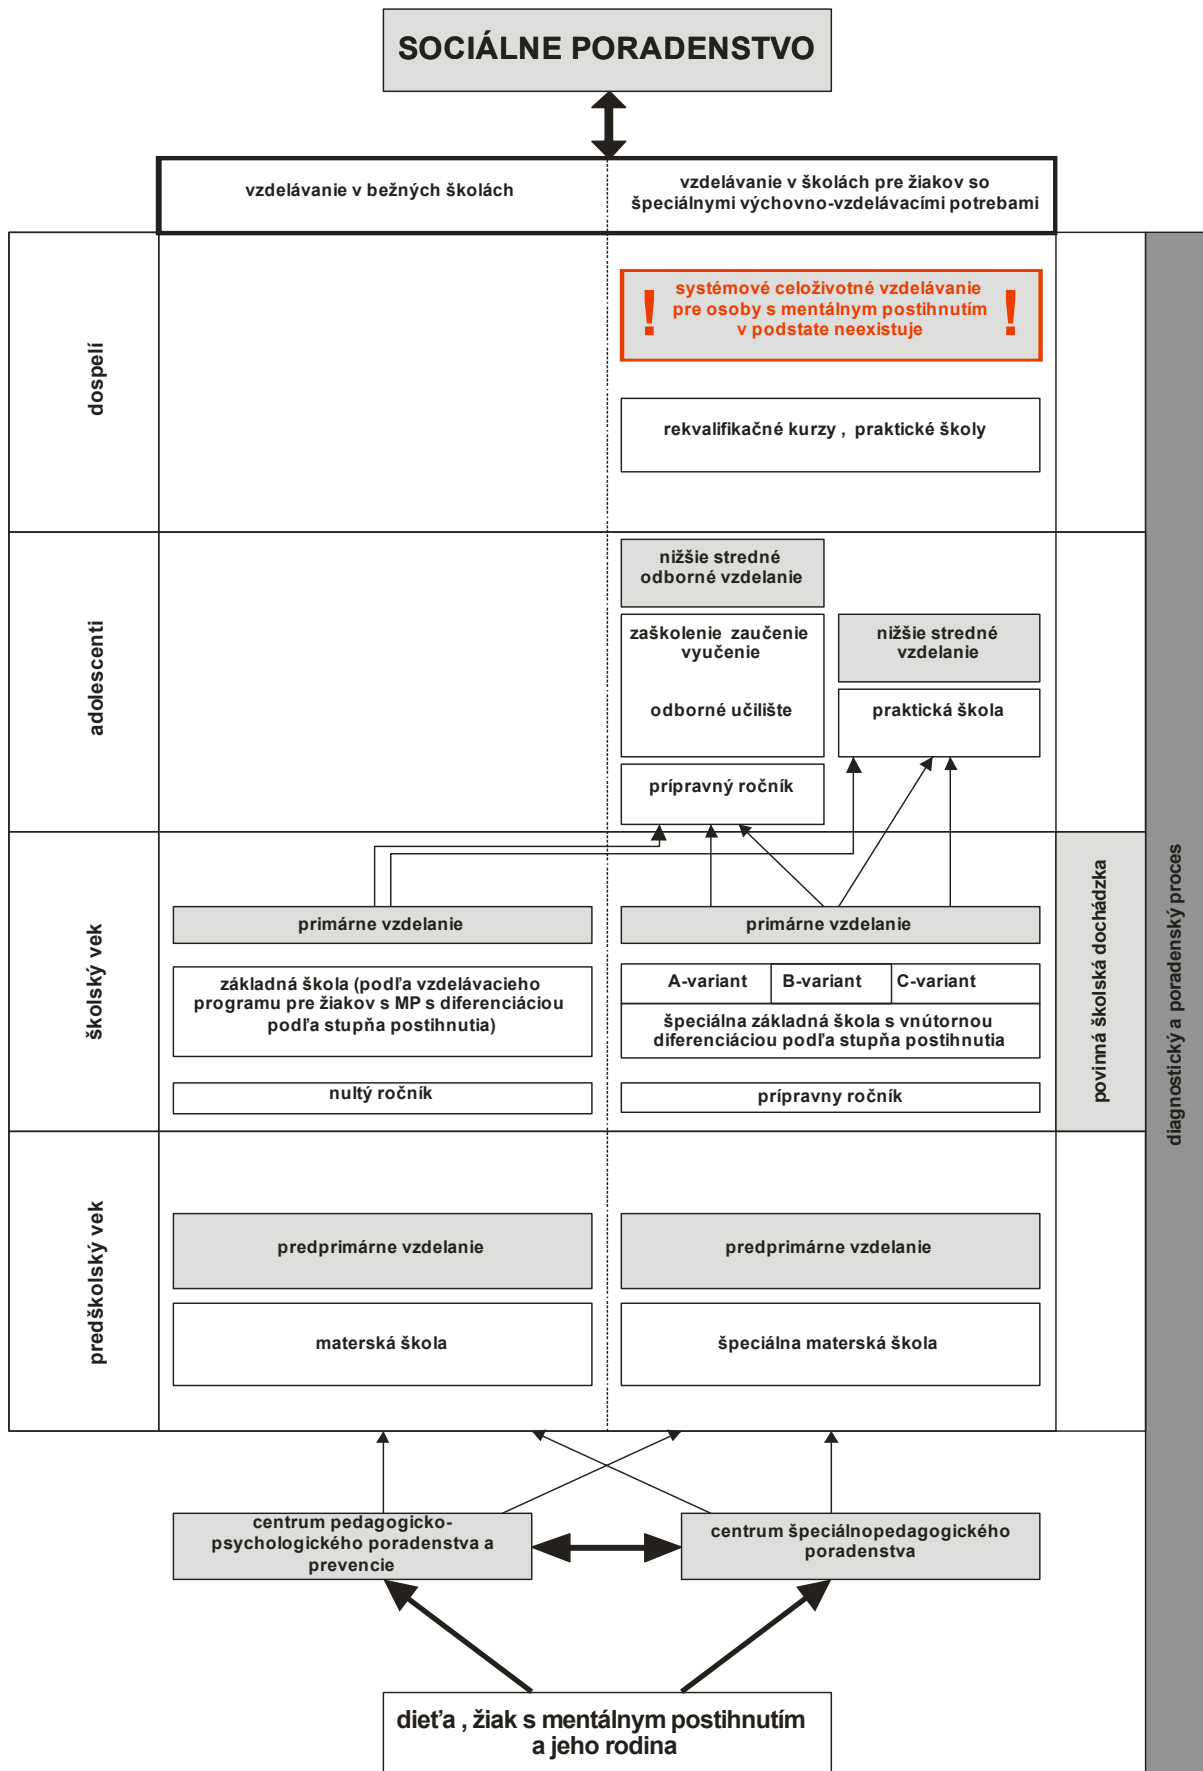 SOCIÁLNE PORADENSTVO
vzdelávanie v bežných školách
vzdelávanie v školách pre žiakov so
špeciálnymi výchovno-vzdelávacími potrebami
dospelí
! systémové celoživotné vzdelávanie !
pre osoby s mentálnym postihnutím
v podstate neexistuje
rekvalifikačné kurzy , praktické školy
adolescenti
nižšie stredné
odborné vzdelanie
zaškolenie zaučenie
vyučenie
odborné učilište
prípravný ročník
nižšie stredné
vzdelanie
praktická škola
školský vek
primárne vzdelanie
základná škola (podľa vzdelávacieho
programu pre žiakov s MP s diferenciáciou
podľa stupňa postihnutia)
nultý ročník
primárne vzdelanie
A-variant B-variant C-variant
špeciálna základná škola s vnútornou
diferenciáciou podľa stupňa postihnutia
prípravny ročník
povinná školská dochádzka
diagnostický a poradenský proces
predškolský vek
predprimárne vzdelanie
materská škola
predprimárne vzdelanie
špeciálna materská škola
centrum pedagogicko-
psychologického poradenstva a
prevencie
centrum špeciálnopedagogického
poradenstva
dieťa , žiak s mentálnym postihnutím
a jeho rodina